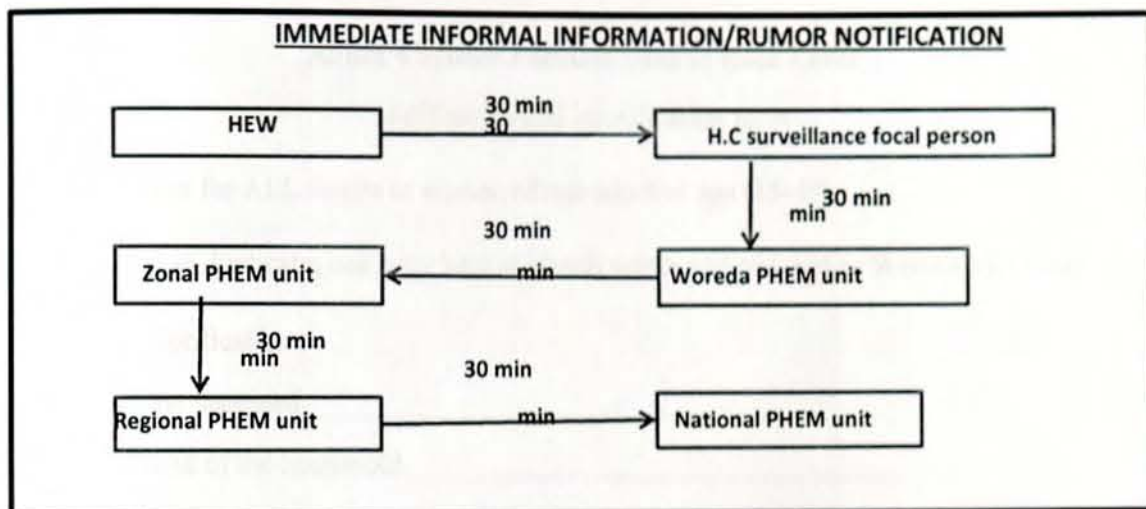 IMMEDIATE INFORMAL INFORMATION/RUMOR NOTIFICATION
30 min
HEW
30
H.C surveillance focal person
30 min
min
30 min
Zonal PHEM unit
min
Woreda PHEM unit
30 min
min
30 min
Regional PHEM unit
min
National PHEM unit